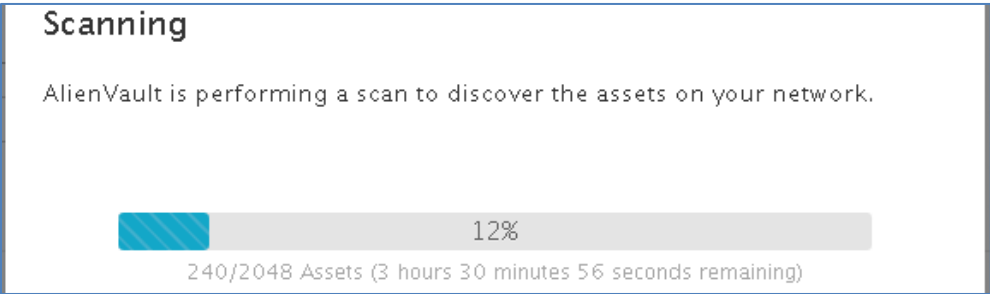 Scanning
AlienVault is performing a scan to discover the assets on your network.
12%
240/2048 Assets (3 hours 30 minutes 56 seconds remaining)